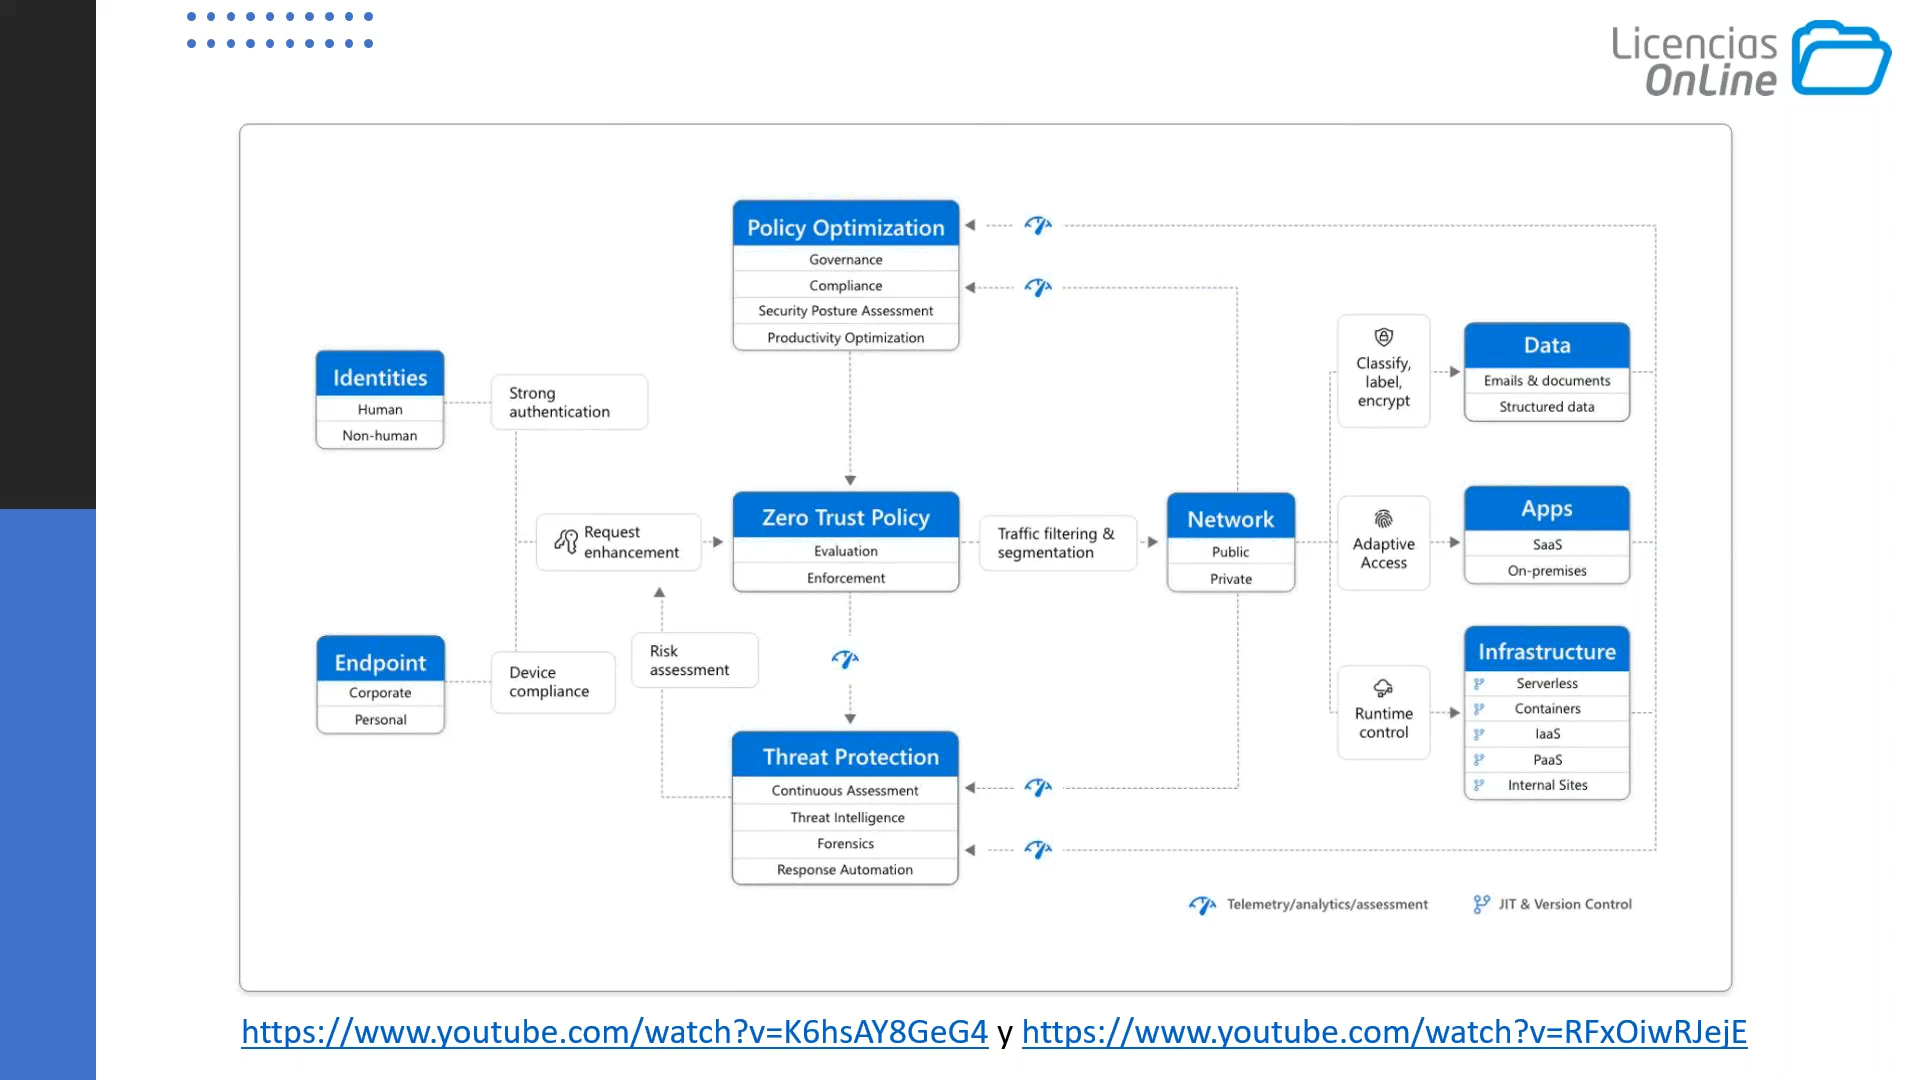 Licencias
OnLine
Policy Optimization
Governance
Compliance
Security Posture Assessment
Productivity Optimization
Identities
Human
Non-human
Strong
authentication
Classify,
label,
encrypt
Data
Emails & documents
Structured data
Request
enhancement
Zero Trust Policy
Evaluation
Enforcement
Traffic filtering &
segmentation
Network
Public
Private
Adaptive
Access
Apps
SaaS
On-premises
Endpoint
Corporate
Personal
Device
compliance
Risk
assessment
Runtime
control
Infrastructure
Serverless
Containers
IaaS
PaaS
Internal Sites
Threat Protection
Continuous Assessment
Threat Intelligence
Forensics
Response Automation
Telemetry/analytics/assessment
JIT & Version Control
https://www.youtube.com/watch?v=K6hsAY8GeG4 y https://www.youtube.com/watch?v=RFxOiwRJejE